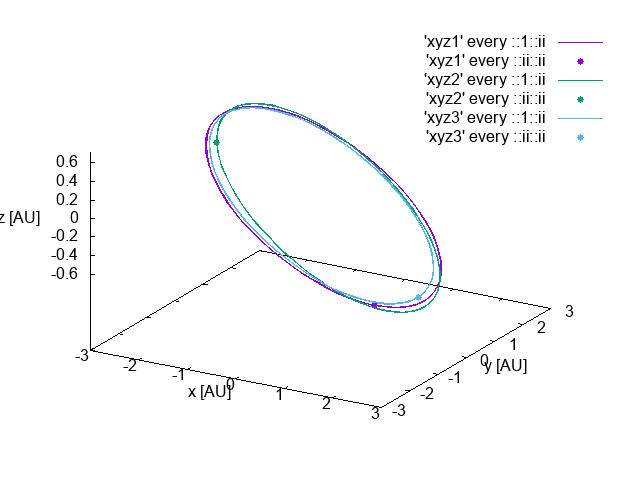 'xyz1' every ::1::ii
'xyz1' every ::ii::ii
'xyz2' every ::1::ii
'xyz2' every ::ii::ii
'xyz3' every ::1::ii
'xyz3' every ::ii::ii
0.6
0.4
0.2
z [AU]
0
-0.2
-0.4
-0.6
-3
-2
-1
0
1
2
3
x [AU]
-3
-2
-1
0
1
2
3
y [AU]